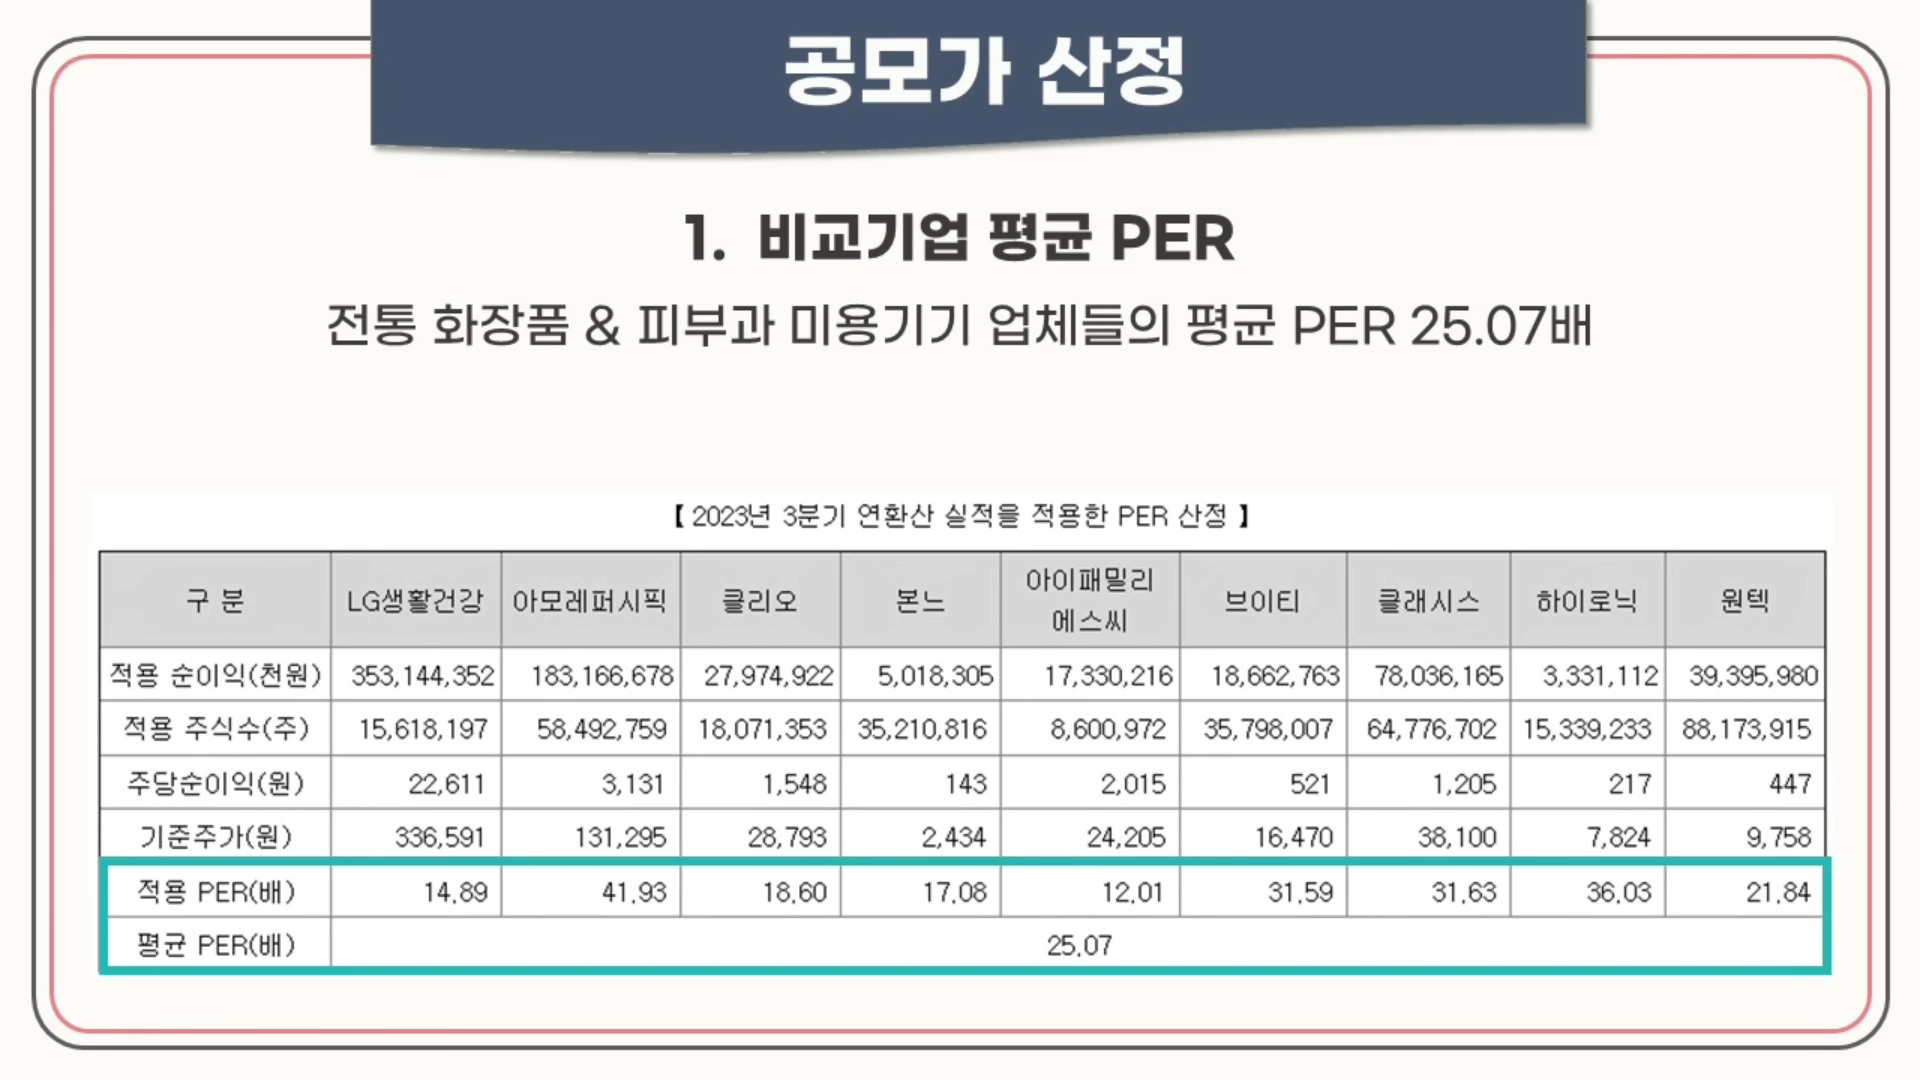 공모가 산정
1. 비교기업 평균 PER
전통 화장품 & 피부과 미용기기 업체들의 평균 PER 25.07배
【 2023년 3분기 연환산 실적을 적용한 PER 산정 】
구 분 LG생활건강 아모레퍼시픽 클리오 본느 아이패밀리에스씨 브이티 클래시스 하이로닉 원텍
적용 순이익(천원) 353,144,352 183,166,678 27,974,922 5,018,305 17,330,216 18,662,763 78,036,165 3,331,112 39,395,980
적용 주식수(주) 15,618,197 58,492,759 18,071,353 35,210,816 8,600,972 35,798,007 64,776,702 15,339,233 88,173,915
주당순이익(원) 22,611 3,131 1,548 143 2,015 521 1,205 217 447
기준주가(원) 336,591 131,295 28,793 2,434 24,205 16,470 38,100 7,824 9,758
적용 PER(배) 14.89 41.93 18.60 17.08 12.01 31.59 31.63 36.03 21.84
평균 PER(배) 25.07